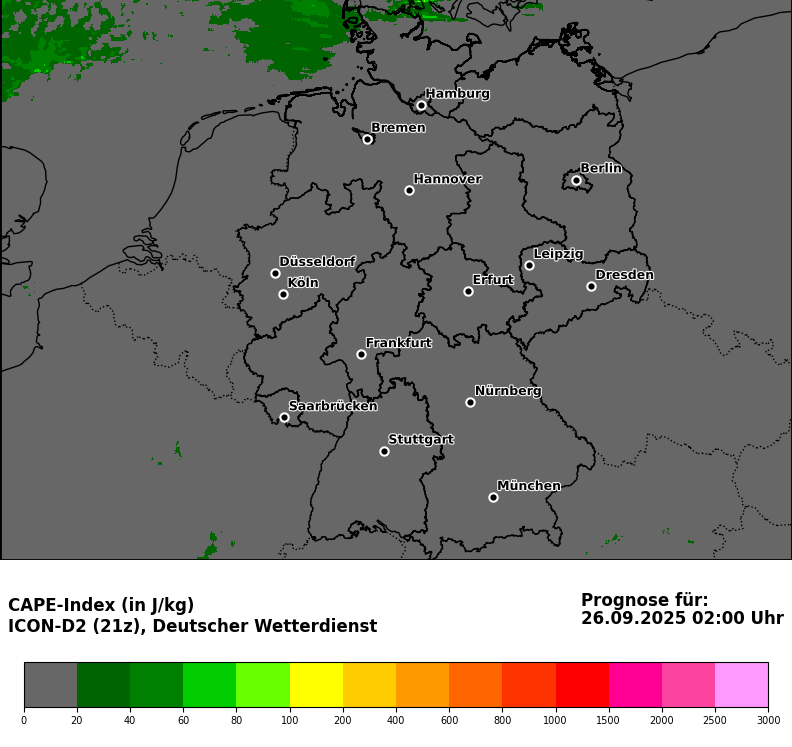 Hamburg
Bremen
Berlin
Hannover
Leipzig
Düsseldorf
Dresden
Erfurt
Köln
Frankfurt
Nürnberg
Saarbrücken
Stuttgart
München
CAPE-Index (in J/kg)
ICON-D2 (21z), Deutscher Wetterdienst
Prognose für:
26.09.2025 02:00 Uhr
0 20 40 60 80 100 200 400 600 800 1000 1500 2000 2500 3000